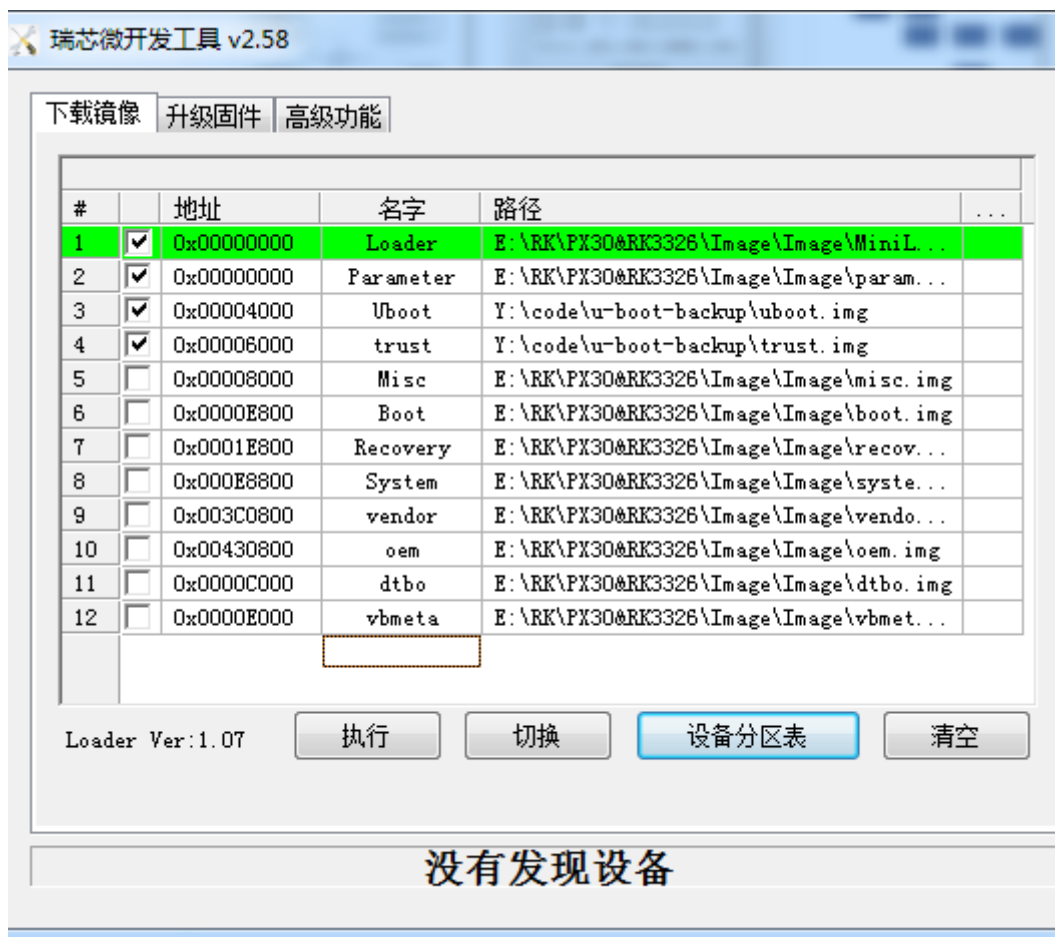 瑞芯微开发工具 v2.58
下载镜像 升级固件 高级功能
# 地址 名字 路径 ...
1 0x00000000 Loader E:\RK\PX30&RK3326\Image\Image\MiniL...
2 0x00000000 Parameter E:\RK\PX30&RK3326\Image\Image\param...
3 0x00004000 Uboot Y:\code\u-boot-backup\uboot.img
4 0x00006000 trust Y:\code\u-boot-backup\trust.img
5 0x00008000 Misc E:\RK\PX30&RK3326\Image\Image\misc.img
6 0x0000E800 Boot E:\RK\PX30&RK3326\Image\Image\boot.img
7 0x0001E800 Recovery E:\RK\PX30&RK3326\Image\Image\recov...
8 0x000E8800 System E:\RK\PX30&RK3326\Image\Image\syste...
9 0x003C0800 vendor E:\RK\PX30&RK3326\Image\Image\vendo...
10 0x00430800 oem E:\RK\PX30&RK3326\Image\Image\oem.img
11 0x0000C000 dtbo E:\RK\PX30&RK3326\Image\Image\dtbo.img
12 0x0000E000 vbmeta E:\RK\PX30&RK3326\Image\Image\vbmet...
Loader Ver:1.07 执行 切换 设备分区表 清空
没有发现设备